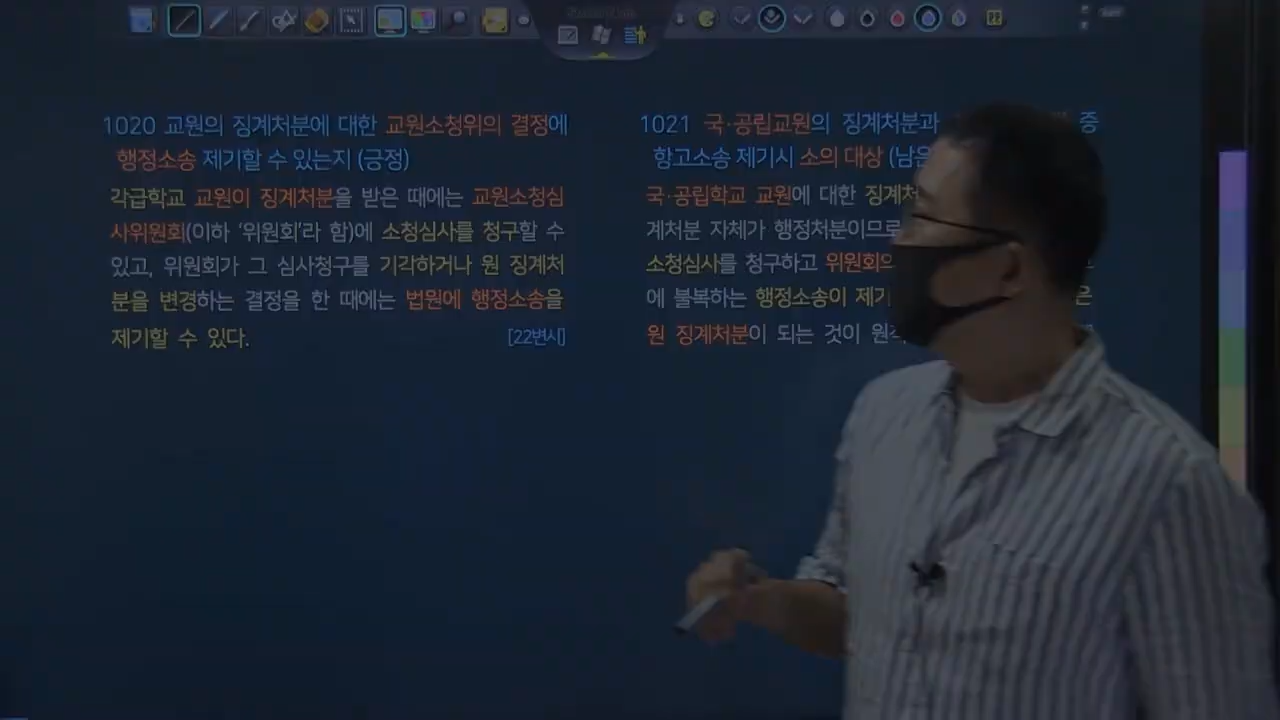 1020 교원의 징계처분에 대한 교원소청위의 결정에
행정소송 제기할 수 있는지 (긍정)
각급학교 교원이 징계처분을 받은 때에는 교원소청심
사위원회(이하 '위원회'라 함)에 소청심사를 청구할 수
있고, 위원회가 그 심사청구를 기각하거나 원 징계처
분을 변경하는 결정을 한 때에는 법원에 행정소송을
제기할 수 있다.
[22변시]
1021 국·공립교원의 징계처분과 증
항고소송 제기시 소의 대상 (남은
국·공립학교 교원에 대한 징계처
계처분 자체가 행정처분이므로
소청심사를 청구하고 위원회의
에 불복하는 행정소송이 제기 은
원 징계처분이 되는 것이 원칙